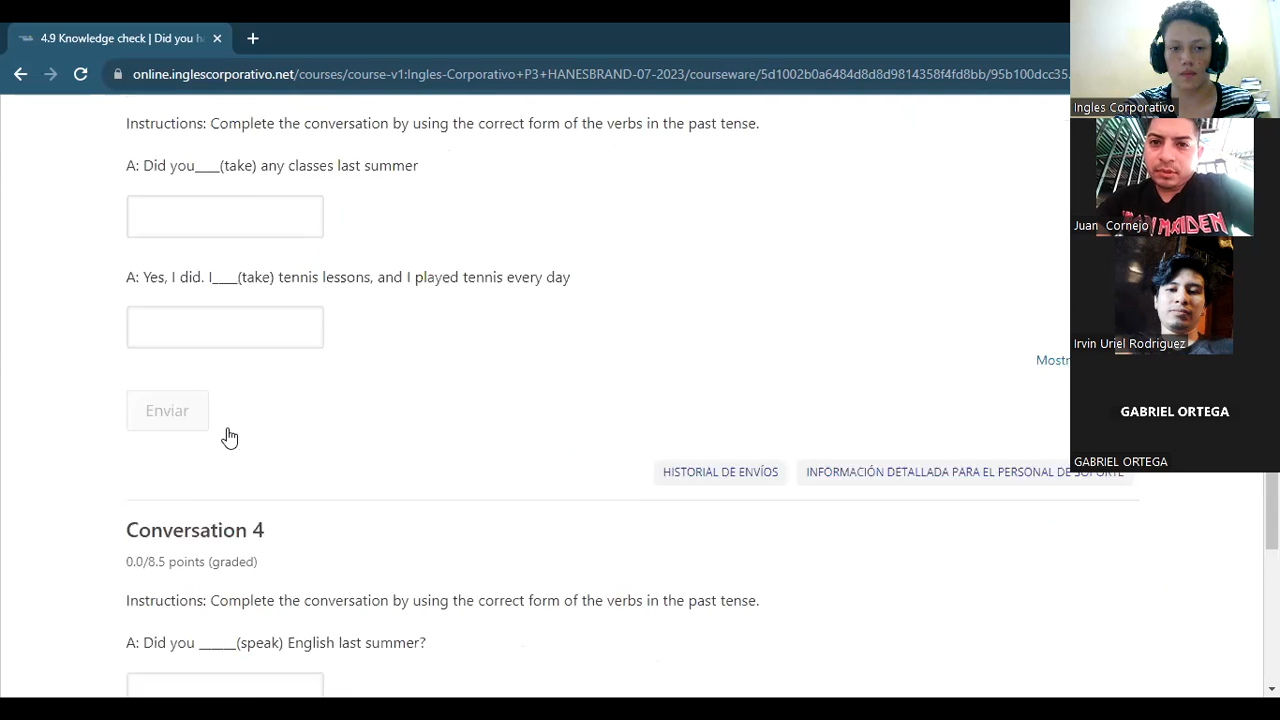 4.9 Knowledge check | Did you h
online.inglescorporativo.net/courses/course-v1:Ingles-Corporativo+P3+HANESBRAND-07-2023/courseware/5d1002b0a6484d8d8d9814358f4fd8bb/95b100dcc35
Instructions: Complete the conversation by using the correct form of the verbs in the past tense.
A: Did you____(take) any classes last summer
A: Yes, I did. I____(take) tennis lessons, and I played tennis every day
Mostr
Enviar
HISTORIAL DE ENVÍOS
INFORMACIÓN DETALLADA PARA EL PERSONAL DE SOPORTE
Conversation 4
0.0/8.5 points (graded)
Instructions: Complete the conversation by using the correct form of the verbs in the past tense.
A: Did you ______(speak) English last summer?
Ingles Corporativo
MAIDEN
Juan Cornejo
Irvin Uriel Rodriguez
GABRIEL ORTEGA
GABRIEL ORTEGA